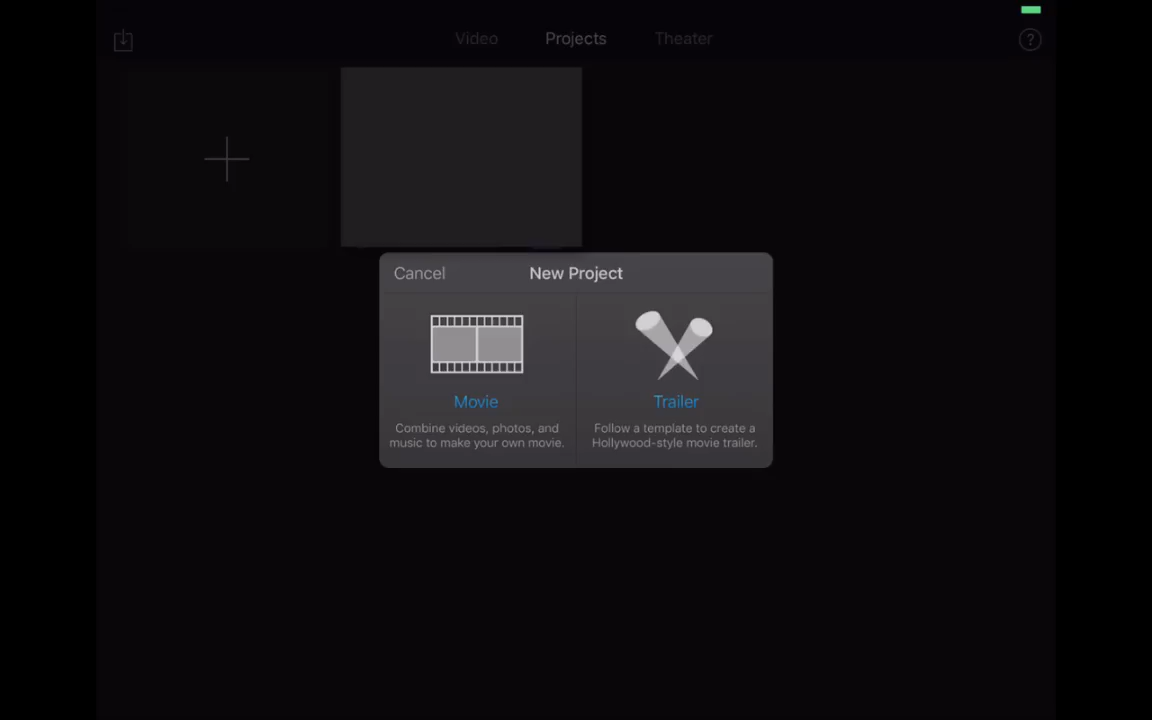 Video Projects Theater ?
Cancel New Project
Movie
Combine videos, photos, and
music to make your own movie.
Trailer
Follow a template to create a
Hollywood-style movie trailer.